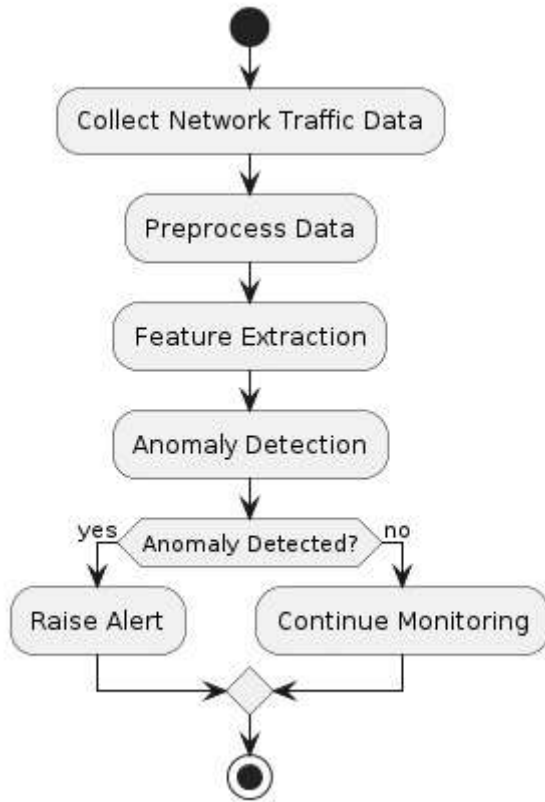 Collect Network Traffic Data
Preprocess Data
Feature Extraction
Anomaly Detection
yes
Anomaly Detected?
no
Raise Alert
Continue Monitoring